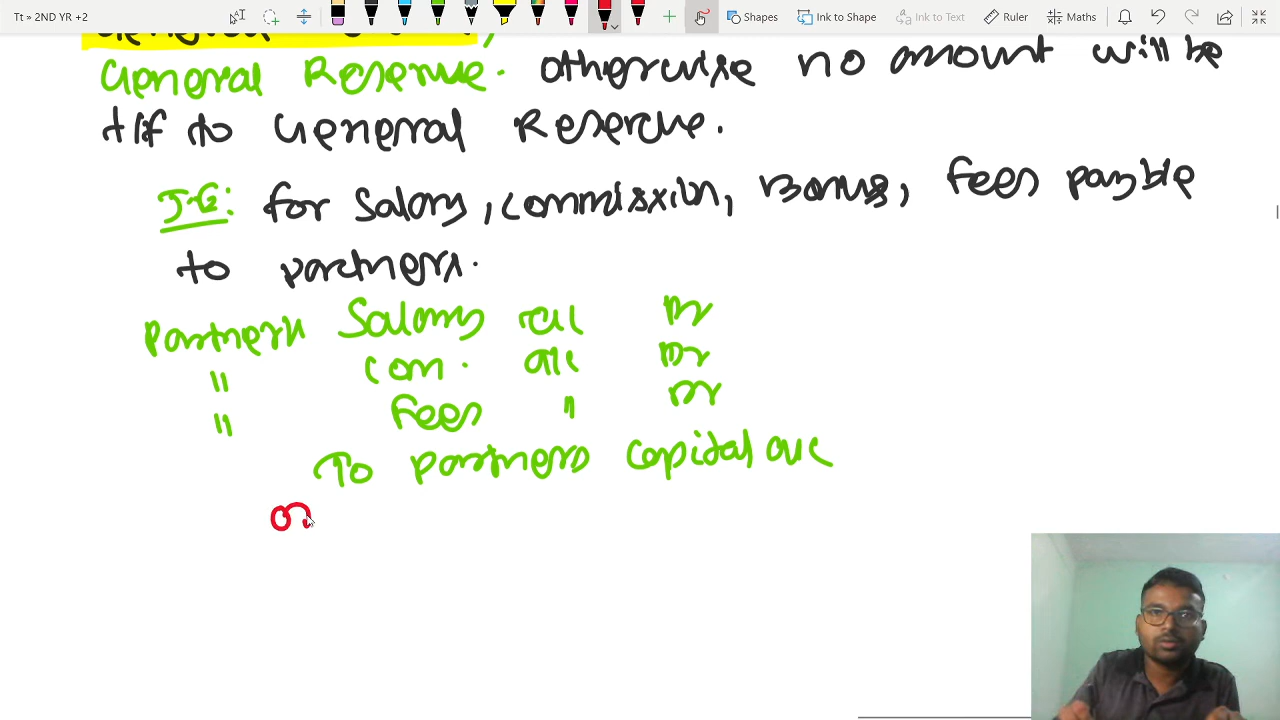 Tt » 2ND YR +2 Shapes Ink to Shape Ink to Text Ruler Maths
General Reserve. otherwise no amount will be
t/f to General Reserve.
J.E: for Salary, commission, Bonus, Fees payble
to partners.
Partners Salary a/c Dr
" com. a/c Dr
" Fees " Dr
To partners capital a/c
or